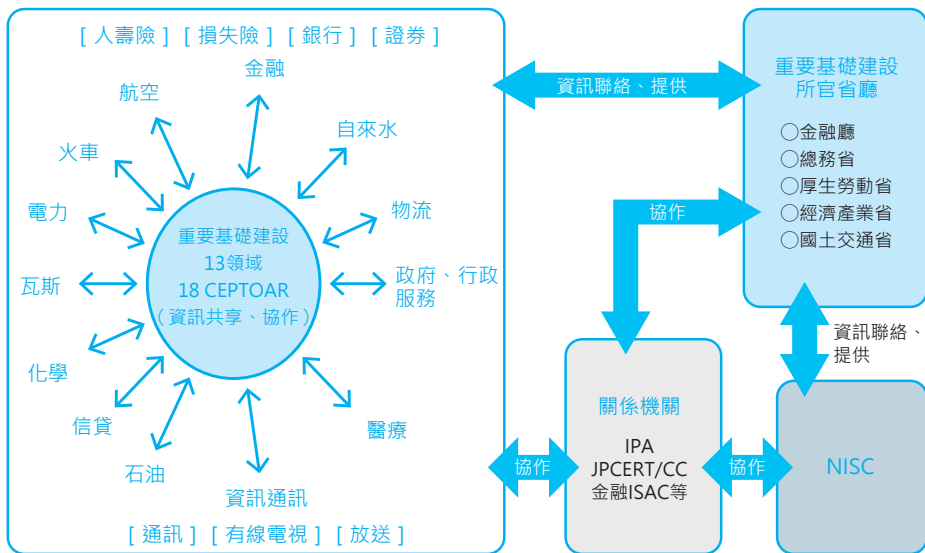 [ 人壽險 ] [ 損失險 ] [ 銀行 ] [ 證券 ]
金融
航空
自來水
火車
電力
物流
瓦斯
政府、行政
服務
化學
信貸
醫療
石油
資訊通訊
[ 通訊 ] [ 有線電視 ] [ 放送 ]
重要基礎建設
13領域
18 CEPTOAR
（資訊共享、協作）
資訊聯絡、提供
重要基礎建設
所官省廳
○金融廳
○總務省
○厚生勞動省
○經濟產業省
○國土交通省
協作
資訊聯絡、
提供
關係機關
IPA
JPCERT/CC
金融ISAC等
協作
協作
NISC